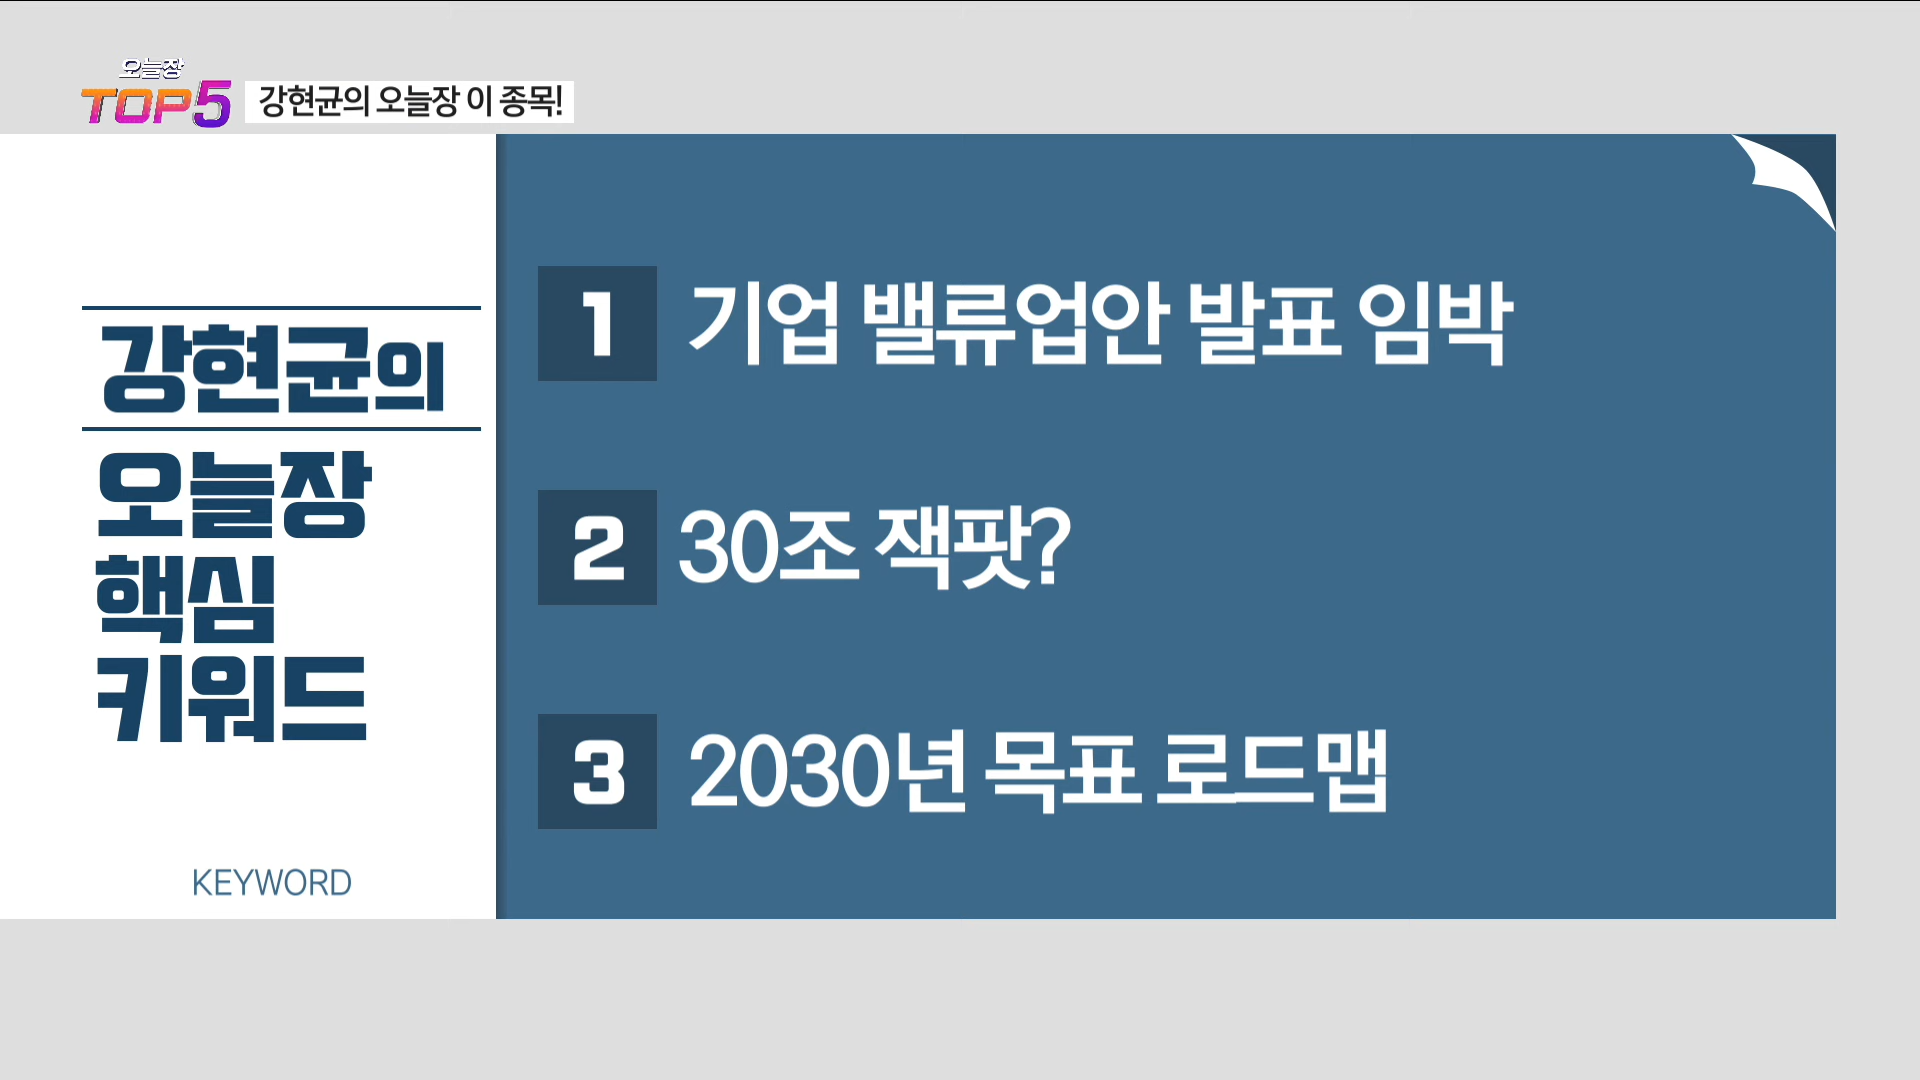 오늘장
TOP5
강현균의 오늘장 이 종목!
강현균의
오늘장
핵심
키워드
KEYWORD
1 기업 밸류업안 발표 임박
2 30조 잭팟?
3 2030년 목표 로드맵